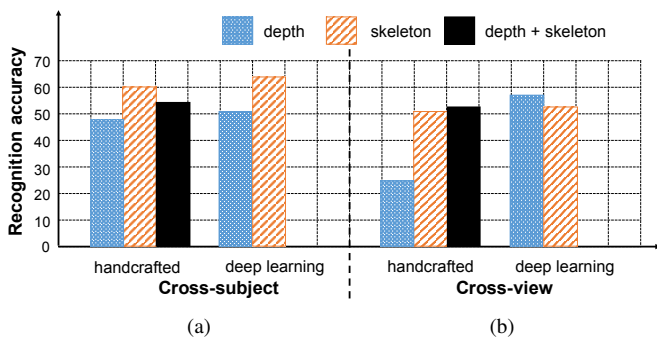 depth skeleton depth + skeleton
Recognition accuracy
70
60
50
40
30
20
10
0
handcrafted deep learning handcrafted deep learning
Cross-subject Cross-view
(a) (b)